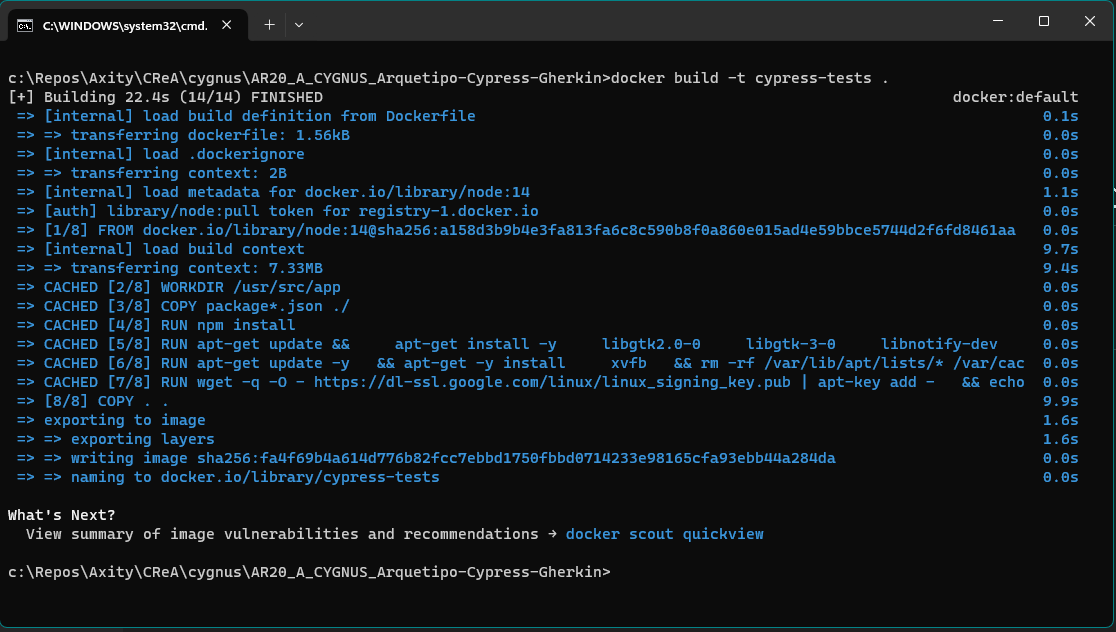 C:\WINDOWS\system32\cmd.
c:\Repos\Axity\CReA\cygnus\AR20_A_CYGNUS_Arquetipo-Cypress-Gherkin>docker build -t cypress-tests .
[+] Building 22.4s (14/14) FINISHED docker:default
=> [internal] load build definition from Dockerfile 0.1s
=> => transferring dockerfile: 1.56kB 0.0s
=> [internal] load .dockerignore 0.0s
=> => transferring context: 2B 0.0s
=> [internal] load metadata for docker.io/library/node:14 1.1s
=> [auth] library/node:pull token for registry-1.docker.io 0.0s
=> [1/8] FROM docker.io/library/node:14@sha256:a158d3b9b4e3fa813fa6c8c590b8f0a860e015ad4e59bbce5744d2f6fd8461aa 0.0s
=> [internal] load build context 9.7s
=> => transferring context: 7.33MB 9.4s
=> CACHED [2/8] WORKDIR /usr/src/app 0.0s
=> CACHED [3/8] COPY package*.json ./ 0.0s
=> CACHED [4/8] RUN npm install 0.0s
=> CACHED [5/8] RUN apt-get update && apt-get install -y libgtk2.0-0 libgtk-3-0 libnotify-dev 0.0s
=> CACHED [6/8] RUN apt-get update -y && apt-get -y install xvfb && rm -rf /var/lib/apt/lists/* /var/cac 0.0s
=> CACHED [7/8] RUN wget -q -O - https://dl-ssl.google.com/linux/linux_signing_key.pub | apt-key add - && echo 0.0s
=> [8/8] COPY . . 9.9s
=> exporting to image 1.6s
=> => exporting layers 1.6s
=> => writing image sha256:fa4f69b4a614d776b82fcc7ebbd1750fbbd0714233e98165cfa93ebb44a284da 0.0s
=> => naming to docker.io/library/cypress-tests 0.0s
What's Next?
View summary of image vulnerabilities and recommendations → docker scout quickview
c:\Repos\Axity\CReA\cygnus\AR20_A_CYGNUS_Arquetipo-Cypress-Gherkin>